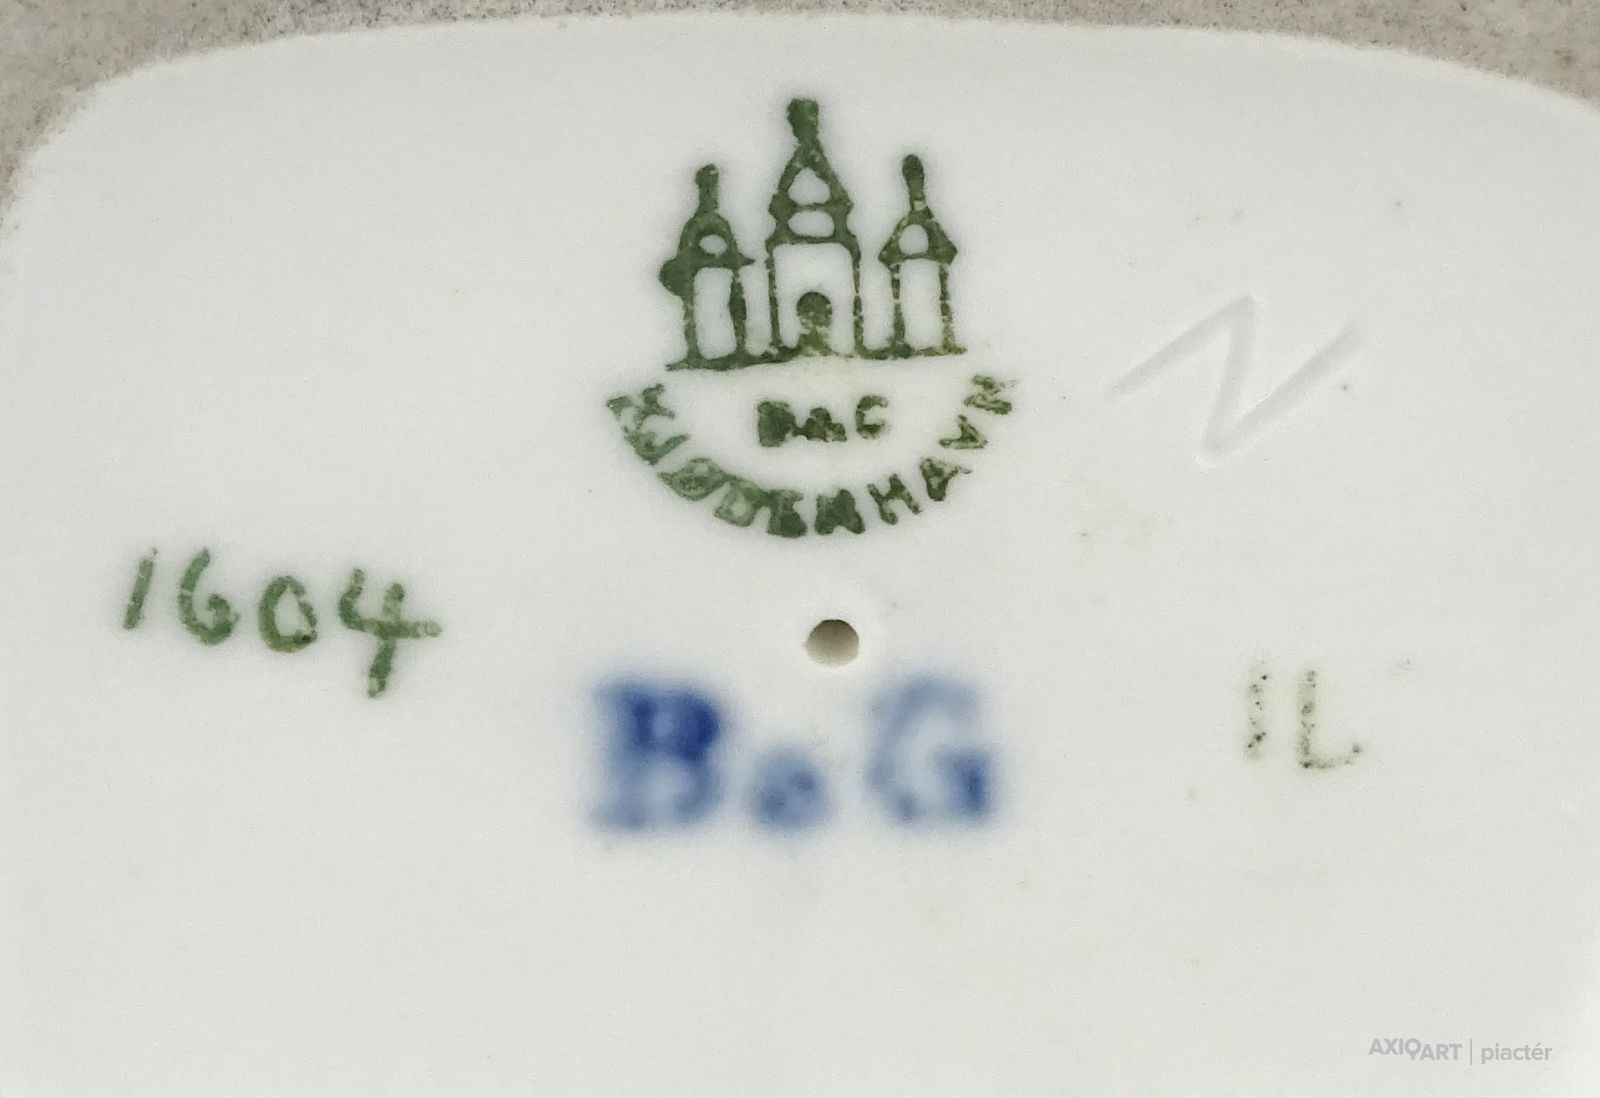 B&G
KJØBENHAVN
N
1604
B&G
IL
AXIOART | piactér